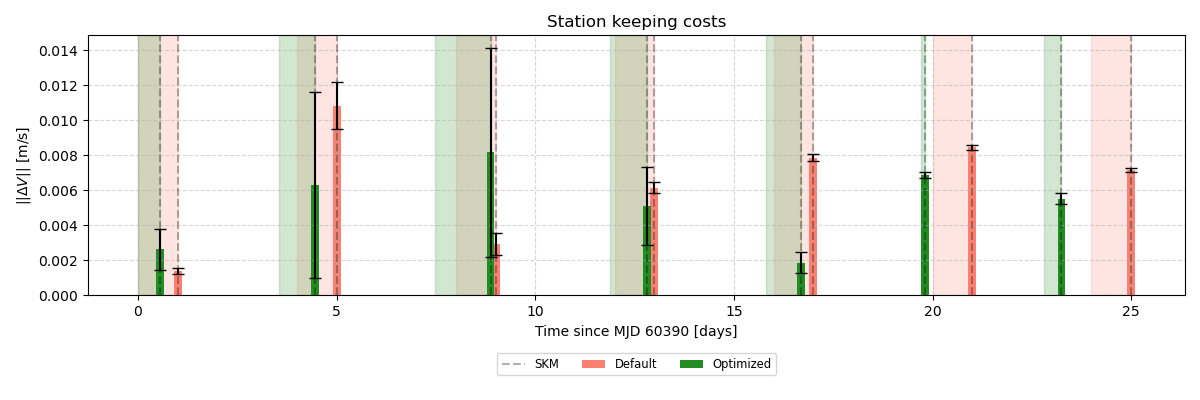 Station keeping costs
||ΔV|| [m/s]
0.014
0.012
0.010
0.008
0.006
0.004
0.002
0.000
0 5 10 15 20 25
Time since MJD 60390 [days]
SKM Default Optimized